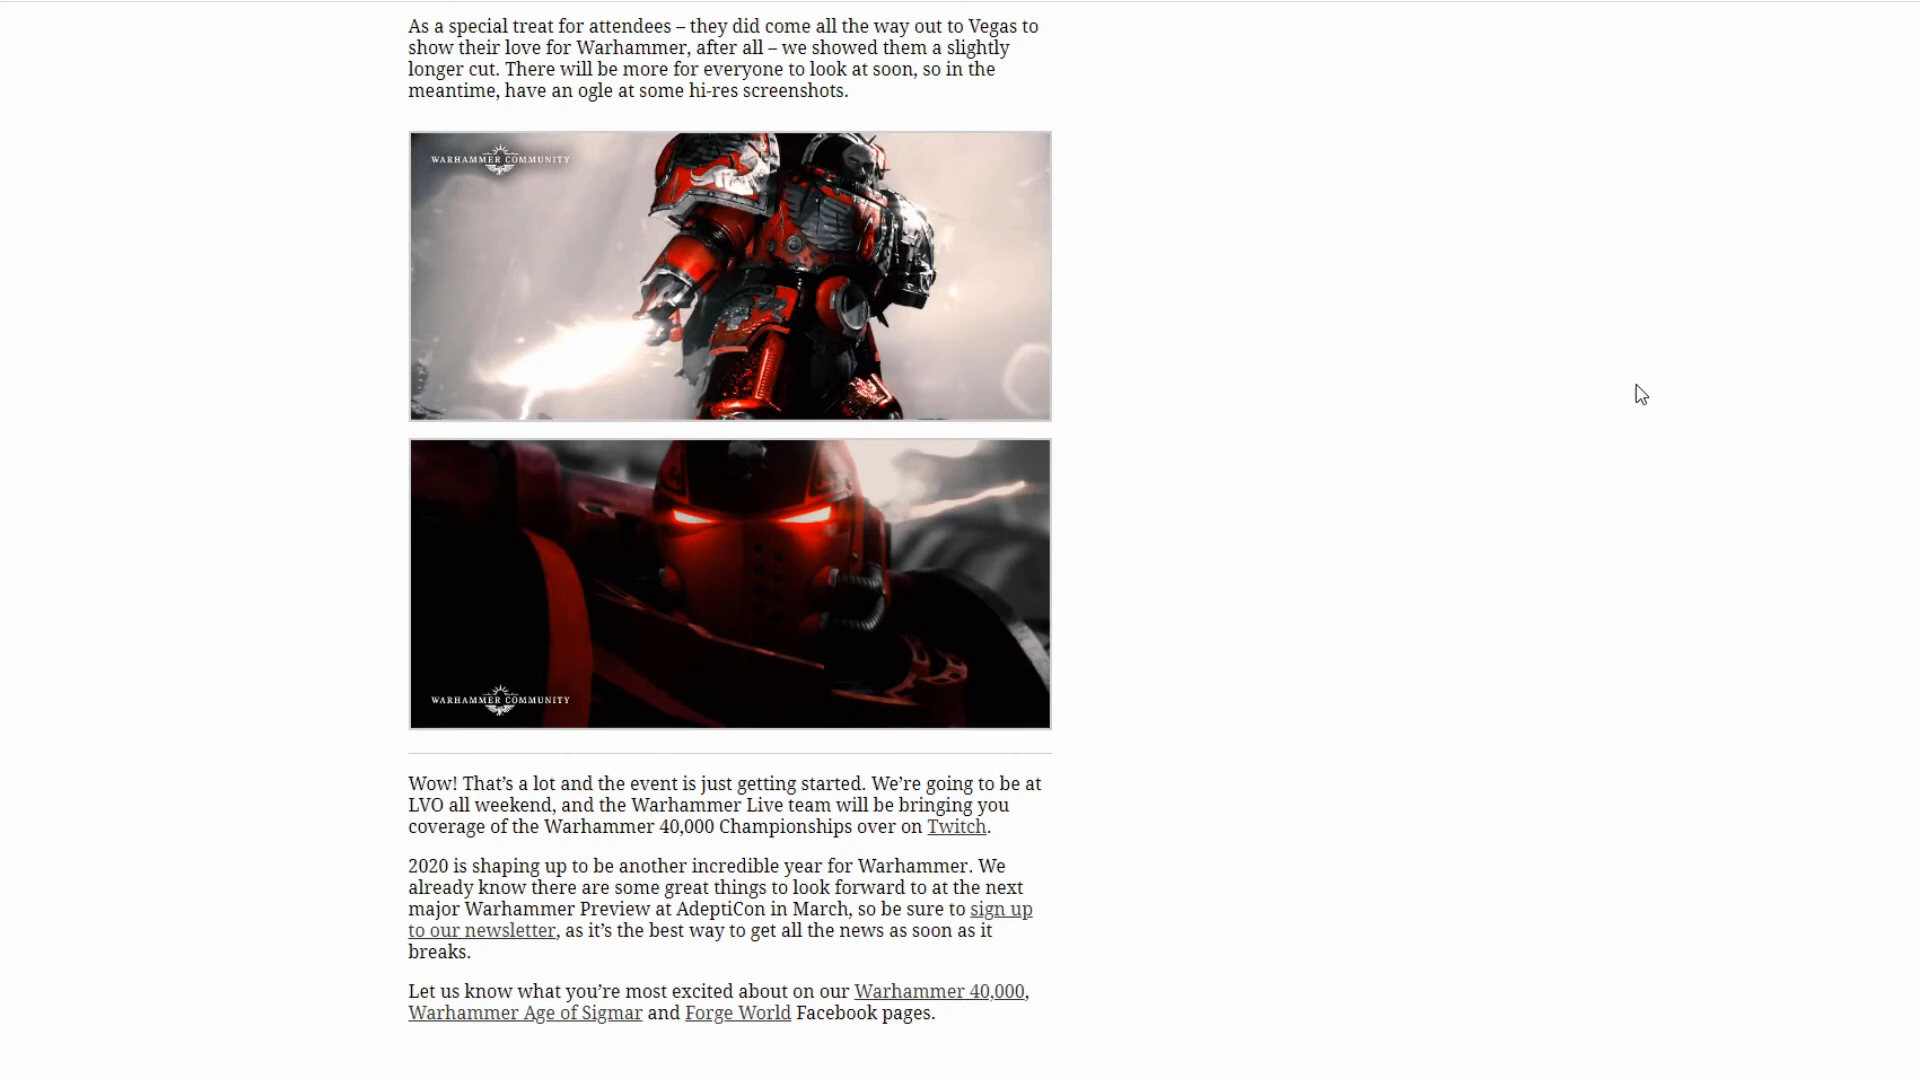 As a special treat for attendees – they did come all the way out to Vegas to
show their love for Warhammer, after all – we showed them a slightly
longer cut. There will be more for everyone to look at soon, so in the
meantime, have an ogle at some hi-res screenshots.
WARHAMMER COMMUNITY
WARHAMMER COMMUNITY
Wow! That’s a lot and the event is just getting started. We’re going to be at
LVO all weekend, and the Warhammer Live team will be bringing you
coverage of the Warhammer 40,000 Championships over on Twitch.
2020 is shaping up to be another incredible year for Warhammer. We
already know there are some great things to look forward to at the next
major Warhammer Preview at AdeptiCon in March, so be sure to sign up
to our newsletter, as it’s the best way to get all the news as soon as it
breaks.
Let us know what you’re most excited about on our Warhammer 40,000,
Warhammer Age of Sigmar and Forge World Facebook pages.